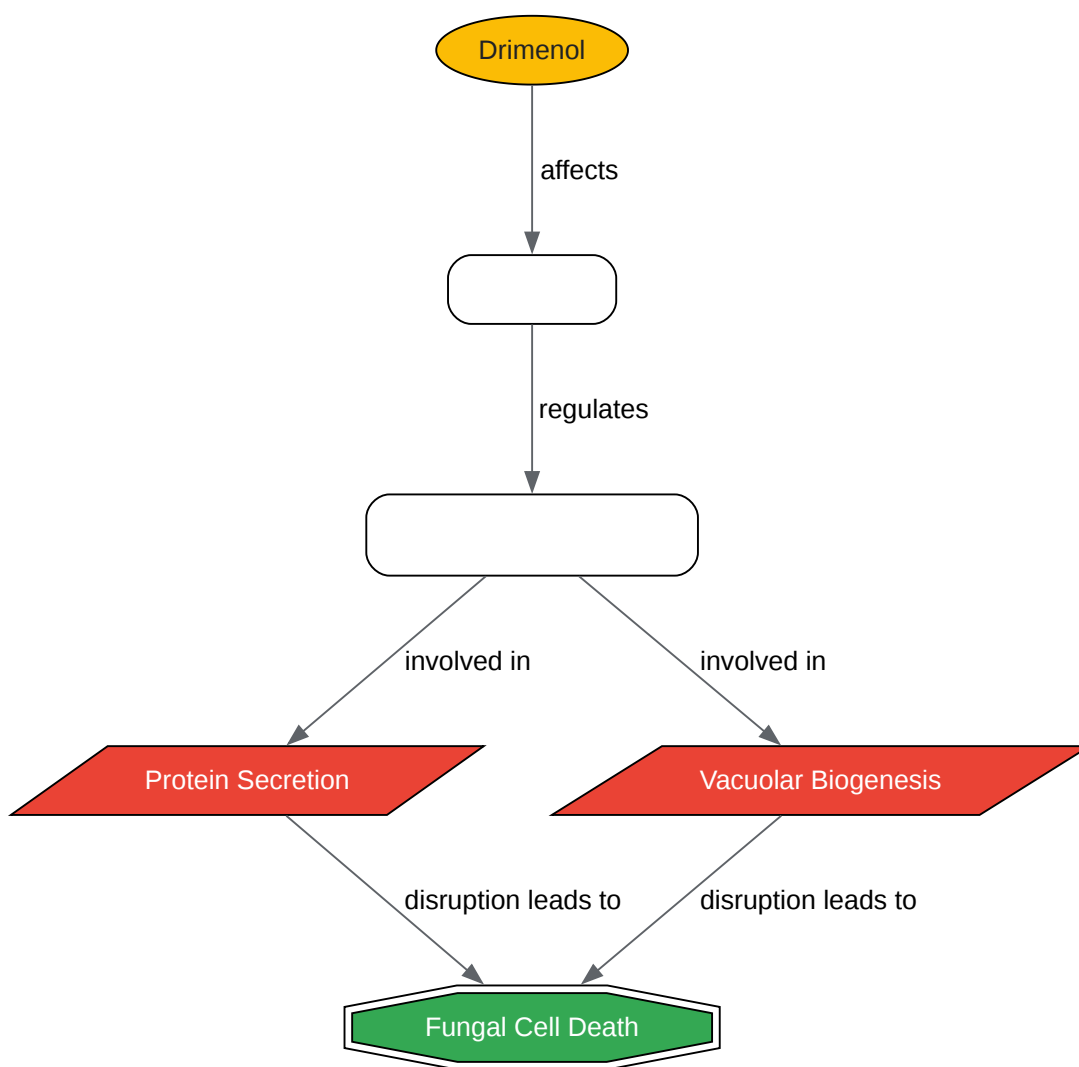 Drimenol
affects
regulates
involved in
involved in
Protein Secretion
Vacuolar Biogenesis
disruption leads to
disruption leads to
Fungal Cell Death